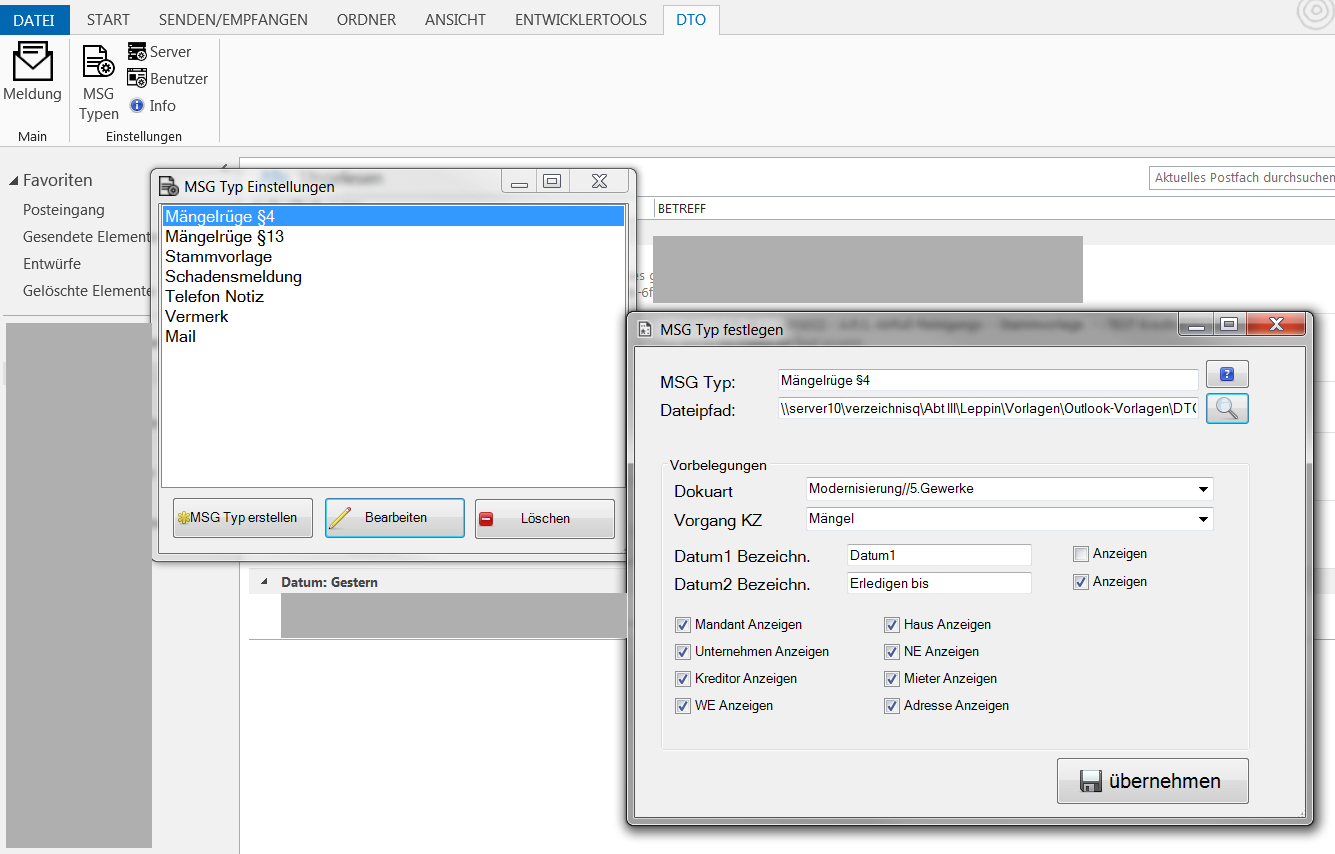 DATEI START SENDEN/EMPFANGEN ORDNER ANSICHT ENTWICKLERTOOLS DTO
Meldung
Main
MSG
Typen
Server
Benutzer
Info
Einstellungen
Favoriten
Posteingang
Gesendete Element
Entwürfe
Gelöschte Elemente
Aktuelles Postfach durchsuchen
BETREFF
MSG Typ Einstellungen
Mängelrüge §4
Mängelrüge §13
Stammvorlage
Schadensmeldung
Telefon Notiz
Vermerk
Mail
MSG Typ erstellen Bearbeiten Löschen
Datum: Gestern
MSG Typ festlegen
MSG Typ: Mängelrüge §4
Dateipfad: \\server10\verzeichnisq\Abt III\Leppin\Vorlagen\Outlook-Vorlagen\DTO
Vorbelegungen
Dokuart Modernisierung//5.Gewerke
Vorgang KZ Mängel
Datum1 Bezeichn. Datum1 Anzeigen
Datum2 Bezeichn. Erledigen bis Anzeigen
Mandant Anzeigen Haus Anzeigen
Unternehmen Anzeigen NE Anzeigen
Kreditor Anzeigen Mieter Anzeigen
WE Anzeigen Adresse Anzeigen
übernehmen